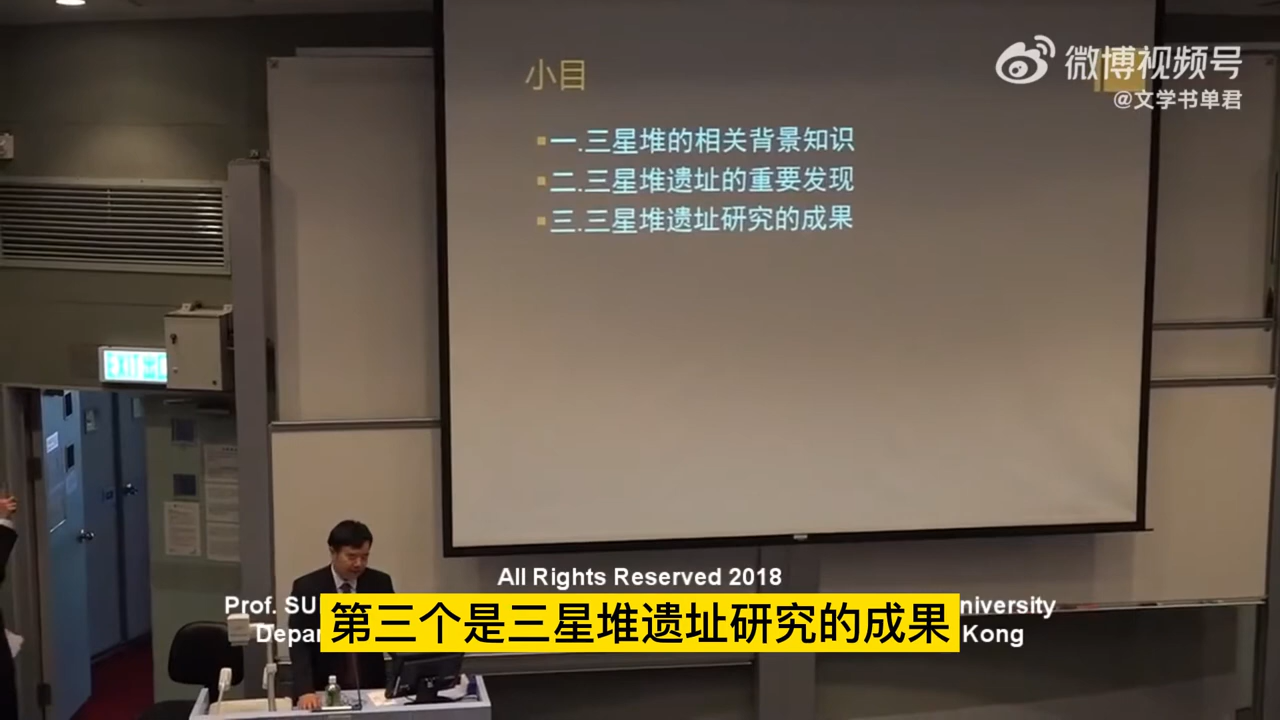 微博视频号
@文学书单君
小目
一.三星堆的相关背景知识
二.三星堆遗址的重要发现
三.三星堆遗址研究的成果
All Rights Reserved 2018
Prof. SU
niversity
第三个是三星堆遗址研究的成果
Depar
Kong